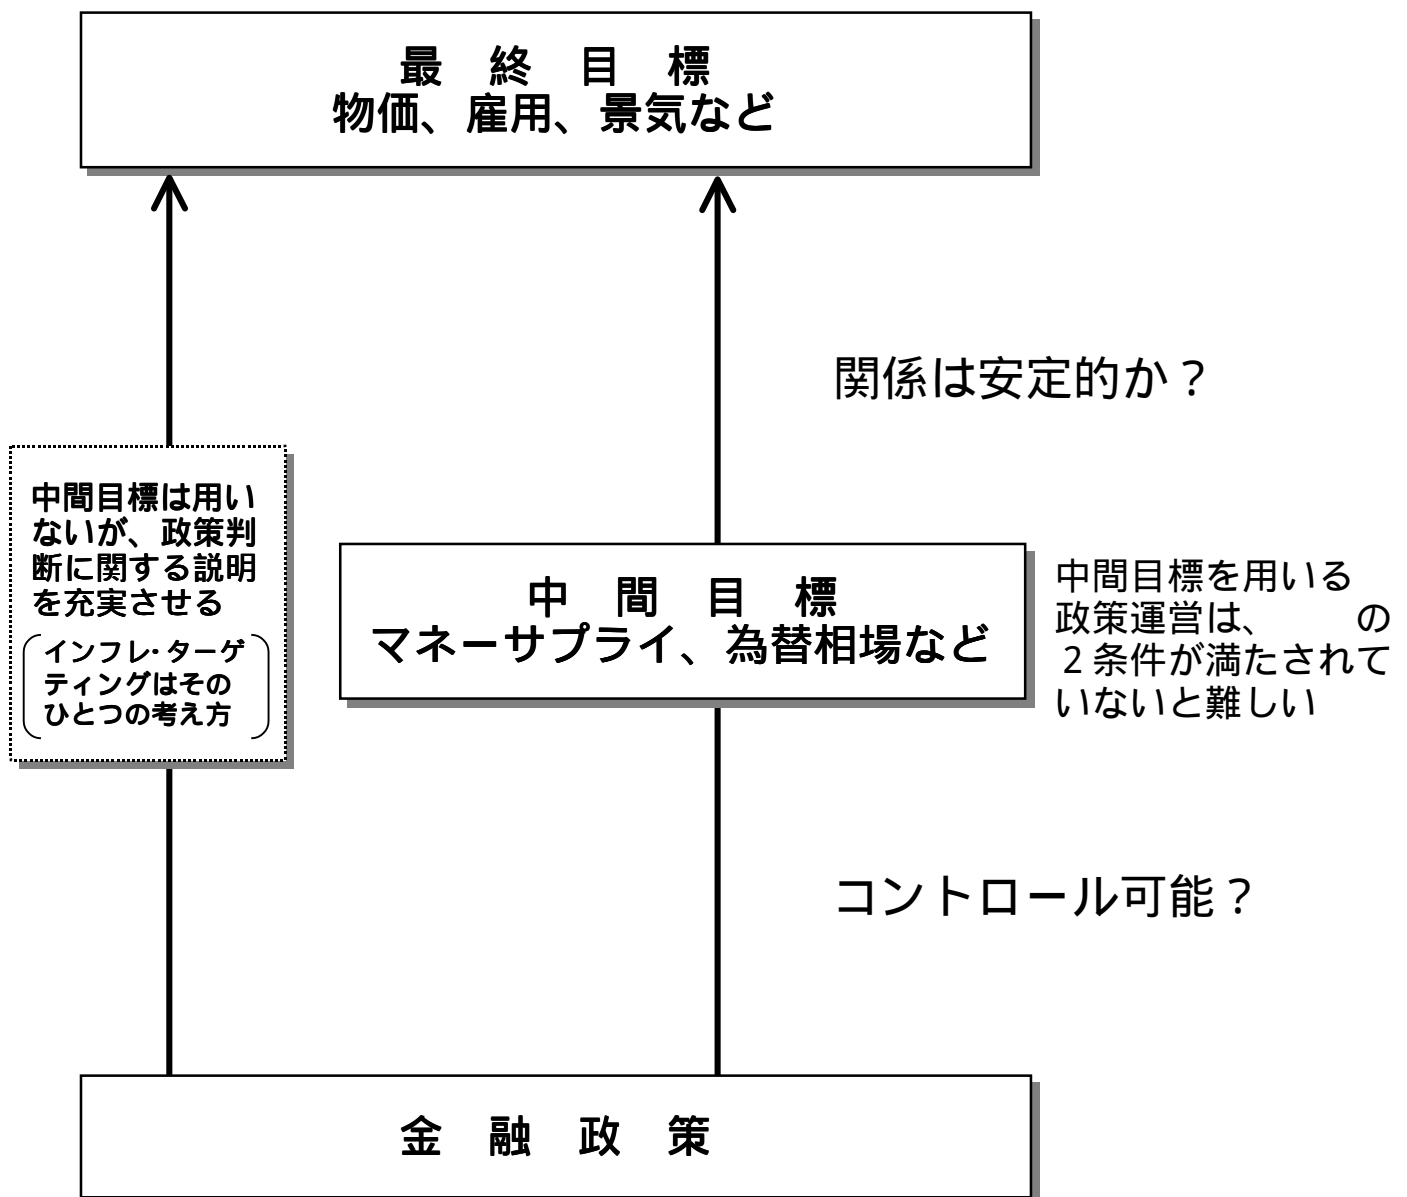 最　終　目　標
物価、雇用、景気など
関係は安定的か？
中間目標は用い
ないが、政策判
断に関する説明
を充実させる
インフレ・ターゲ
ティングはその
ひとつの考え方
中　間　目　標
マネーサプライ、為替相場など
中間目標を用いる
政策運営は、　　の
２条件が満たされて
いないと難しい
コントロール可能？
金　融　政　策